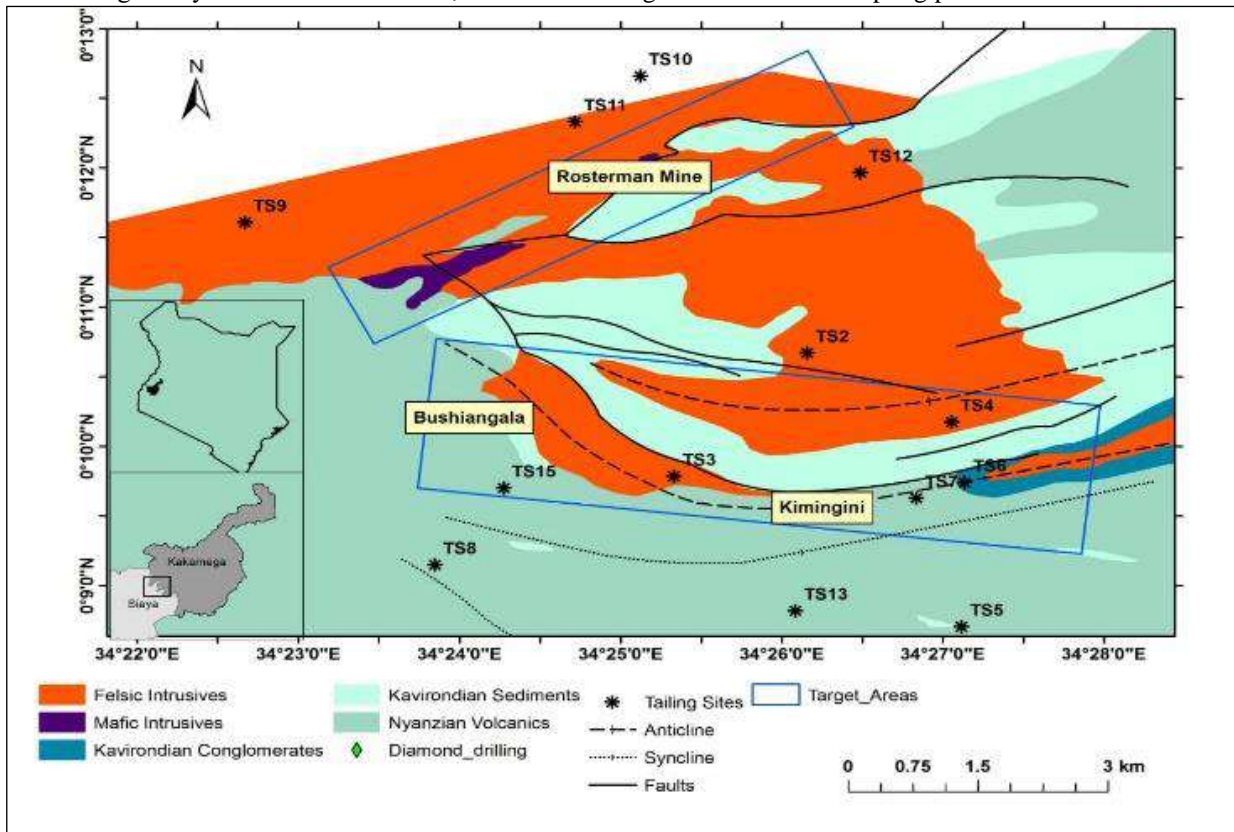 0°13'0"N
N
TS10
TS11
0°12'0"N
Rosterman Mine
TS12
TS9
0°11'0"N
TS2
Bushiangala
TS4
0°10'0"N
TS3
TS15
TS6
TS7
Kimingini
TS8
Kakamega
Siaya
0°9'0"N
TS13
TS5
34°22'0"E 34°23'0"E 34°24'0"E 34°25'0"E 34°26'0"E 34°27'0"E 34°28'0"E
Felsic Intrusives
Mafic Intrusives
Kavirondian Conglomerates
Kavirondian Sediments
Nyanzian Volcanics
Diamond_drilling
Tailing Sites
Anticline
Syncline
Faults
Target_Areas
0 0.75 1.5 3 km